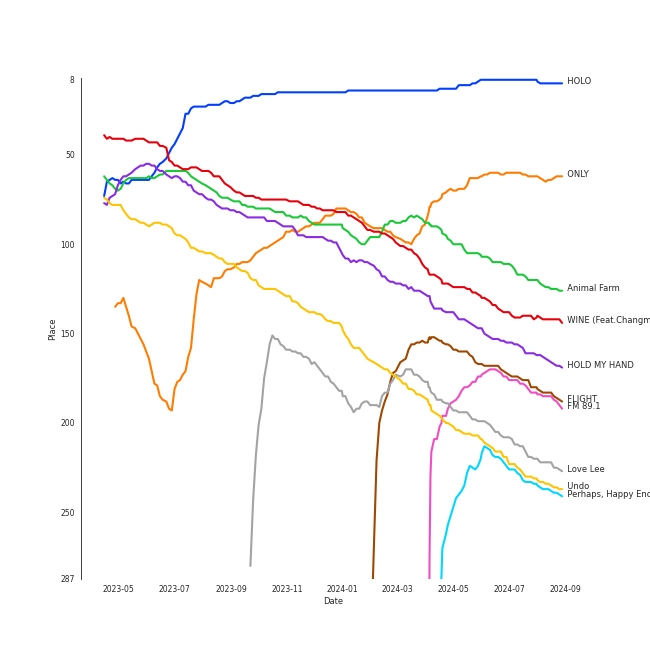 8
HOLO
50
ONLY
100
Animal Farm
150
WINE (Feat.Changm
HOLD MY HAND
FLIGHT
FM 89.1
200
Love Lee
Undo
Perhaps, Happy End
250
287
Place
2023-05 2023-07 2023-09 2023-11 2024-01 2024-03 2024-05 2024-07 2024-09
Date